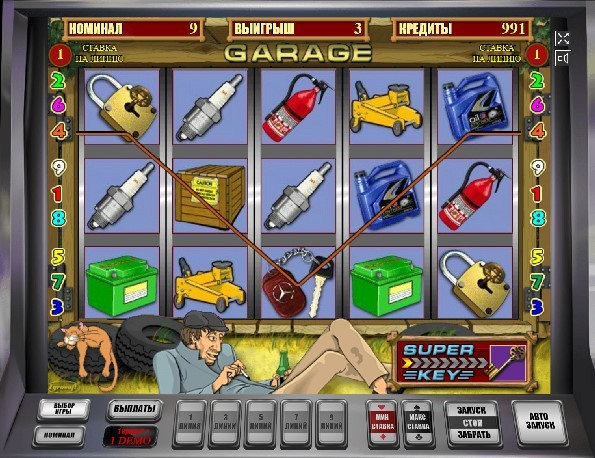 НОМИНАЛ 9 ВЫИГРЫШ 3 КРЕДИТЫ 991
1 СТАВКА НА ЛИНИЮ
GARAGE
СТАВКА НА ЛИНИЮ 1
2 2
6 6
4 4
9 9
1 1
8 8
5 5
7 7
3 3
SUPER
KEY
ВЫБОР ИГРЫ
ВЫПЛАТЫ
НОМИНАЛ
1 DEMO
1 ЛИНИЯ
3 ЛИНИИ
5 ЛИНИЙ
7 ЛИНИЙ
9 ЛИНИЙ
МИН СТАВКА
МАКС СТАВКА
ЗАПУСК
СТОП
ЗАБРАТЬ
АВТО ЗАПУСК